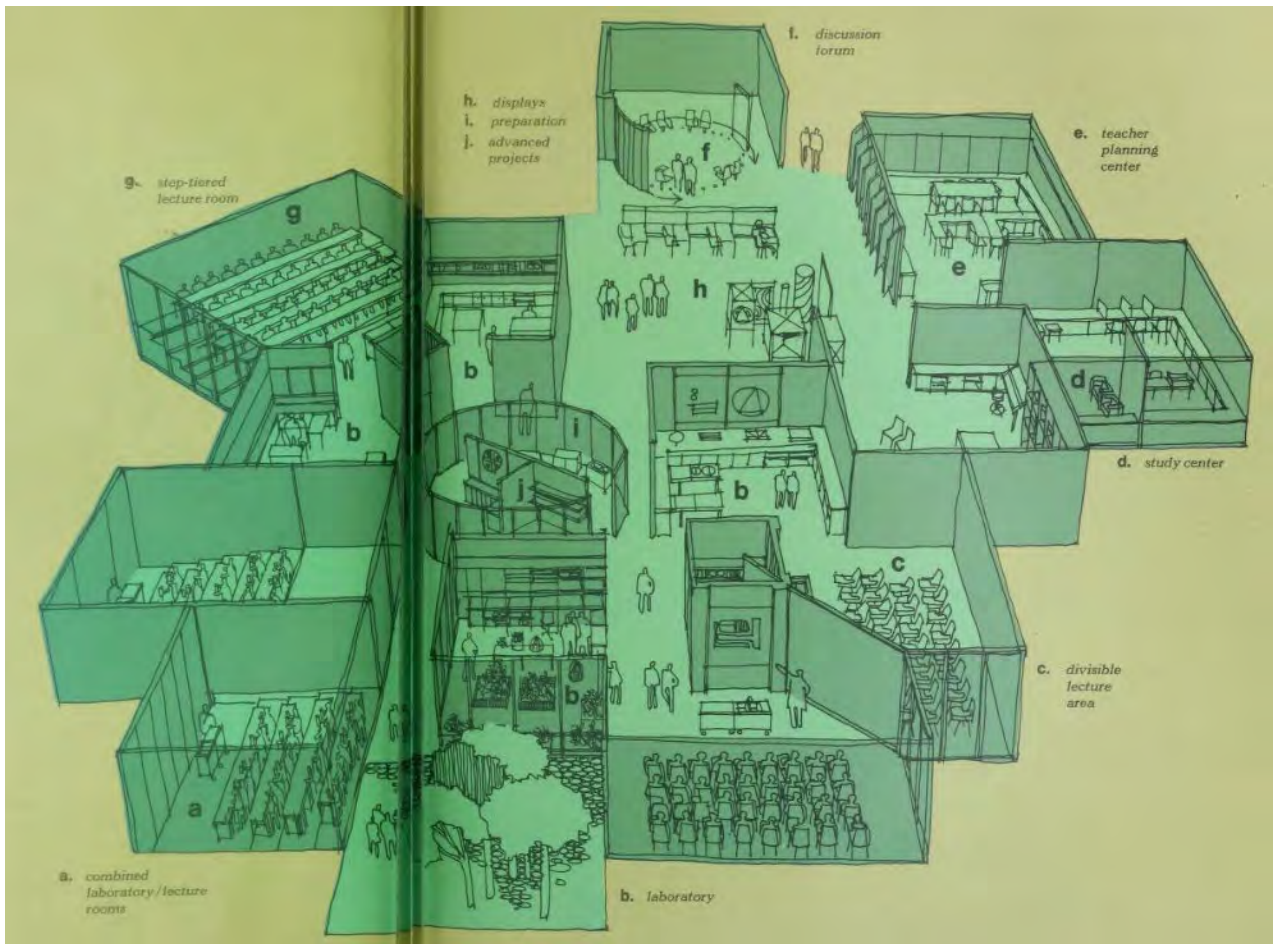 f. discussion
forum
h. displays
i. preparation
j. advanced
projects
e. teacher
planning
center
g. step-tiered
lecture room
g
f
e
h
b
d
b
i
j
b
d. study center
c
b
c. divisible
lecture
area
a
a. combined
laboratory/lecture
rooms
b. laboratory